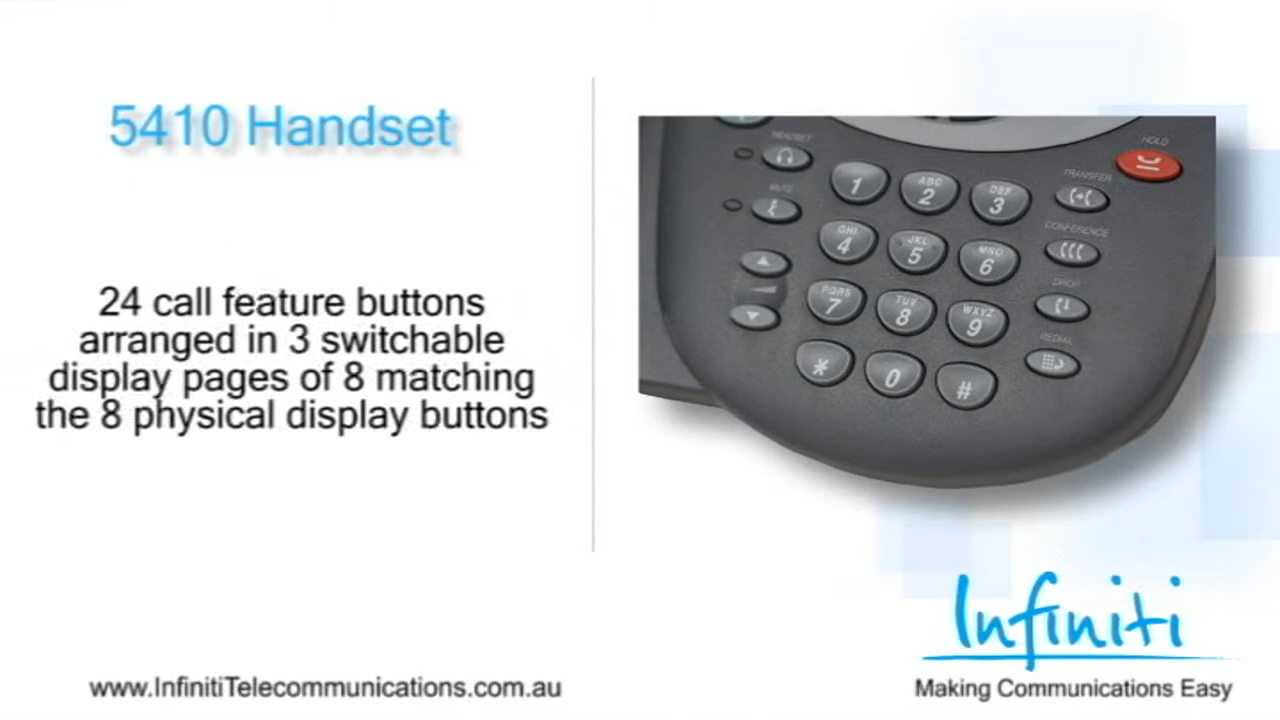 5410 Handset
24 call feature buttons
arranged in 3 switchable
display pages of 8 matching
the 8 physical display buttons
HEADSET
HOLD
MUTE
TRANSFER
CONFERENCE
DROP
REDIAL
1
ABC
2
DEF
3
GHI
4
JKL
5
MNO
6
PQRS
7
TUV
8
WXYZ
9
*
0
#
Infiniti
www.InfinitiTelecommunications.com.au
Making Communications Easy